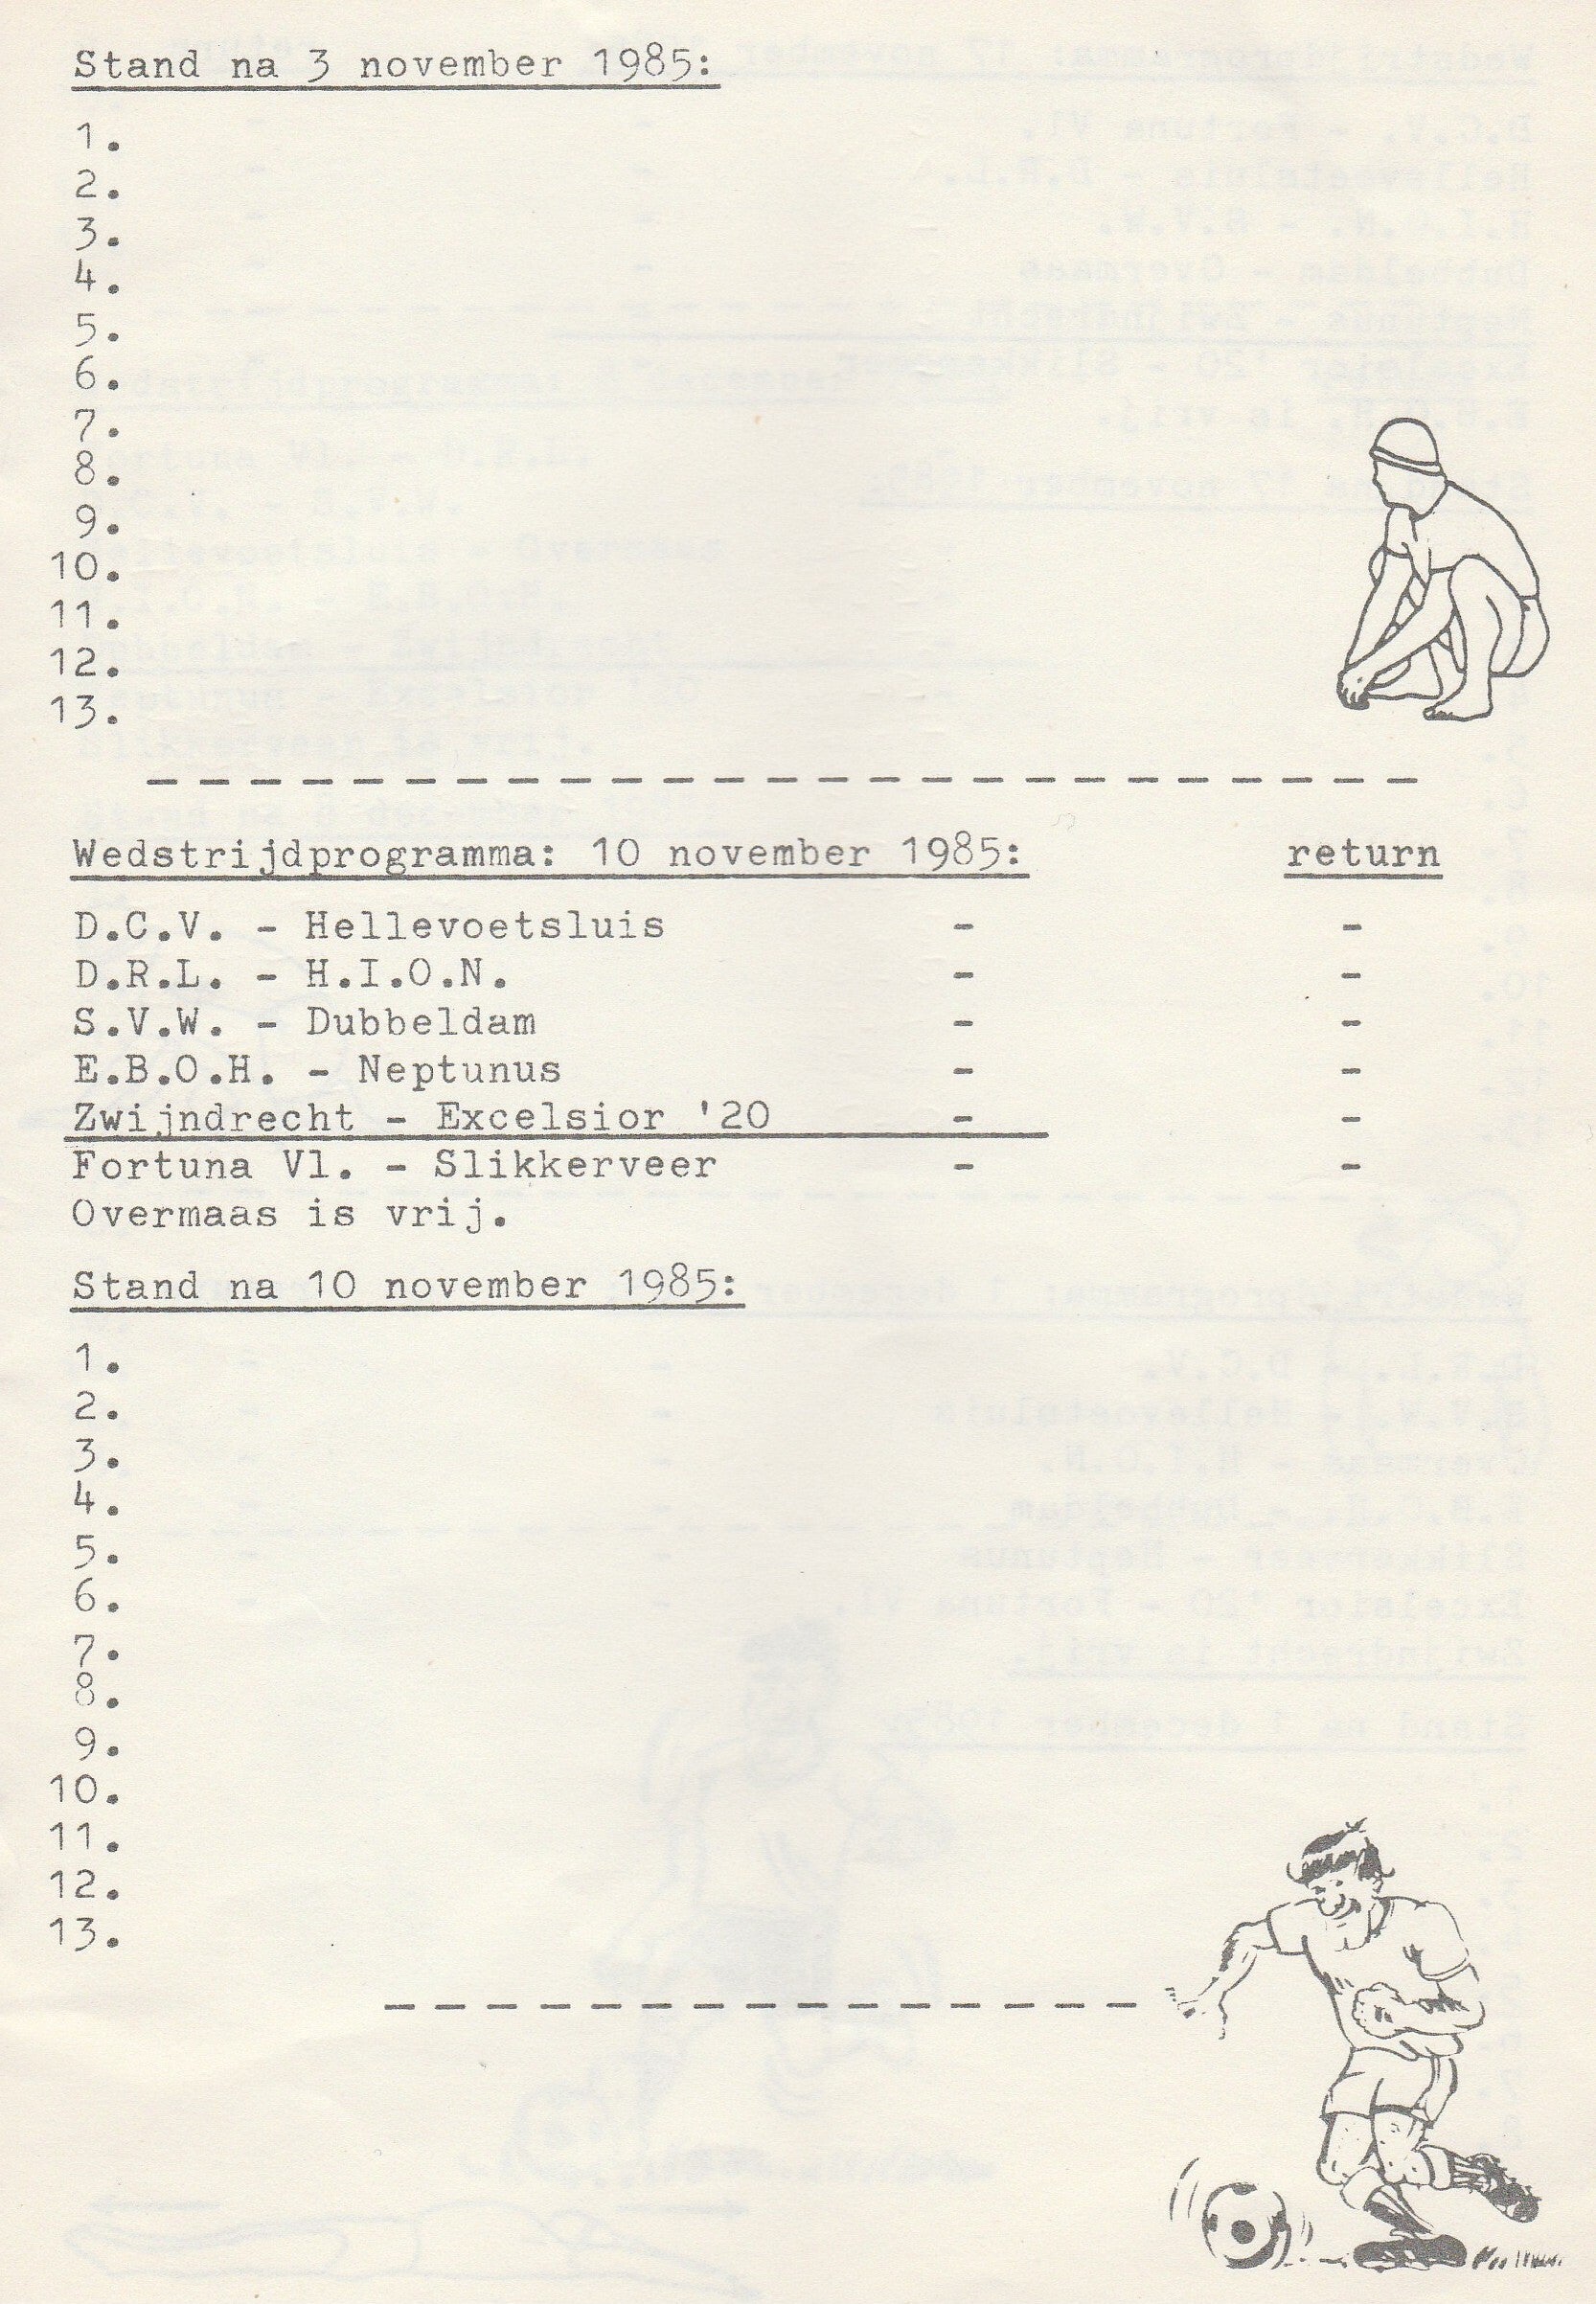 Stand na 3 november 1985:
1.
2.
3.
4.
5.
6.
7.
8.
9.
10.
11.
12.
13.
Wedstrijdprogramma: 10 november 1985: return
D.C.V. - Hellevoetsluis - -
D.R.L. - H.I.O.N. - -
S.V.W. - Dubbeldam - -
E.B.O.H. - Neptunus - -
Zwijndrecht - Excelsior '20 - -
Fortuna Vl. - Slikkerveer - -
Overmaas is vrij.
Stand na 10 november 1985:
1.
2.
3.
4.
5.
6.
7.
8.
9.
10.
11.
12.
13.